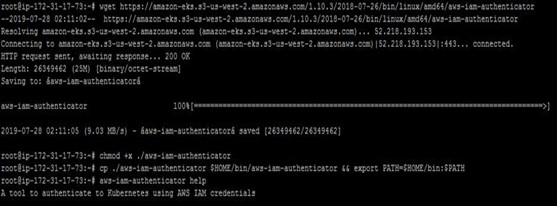 root@ip-172-31-17-73:~# wget https://amazon-eks.s3-us-west-2.amazonaws.com/1.10.3/2018-07-26/bin/linux/amd64/aws-iam-authenticator
--2019-07-28 02:11:02--  https://amazon-eks.s3-us-west-2.amazonaws.com/1.10.3/2018-07-26/bin/linux/amd64/aws-iam-authenticator
Resolving amazon-eks.s3-us-west-2.amazonaws.com (amazon-eks.s3-us-west-2.amazonaws.com)... 52.218.193.153
Connecting to amazon-eks.s3-us-west-2.amazonaws.com (amazon-eks.s3-us-west-2.amazonaws.com)|52.218.193.153|:443... connected.
HTTP request sent, awaiting response... 200 OK
Length: 26349462 (25M) [binary/octet-stream]
Saving to: âaws-iam-authenticatorâ
aws-iam-authenticator 100%[===================================================================================>]
2019-07-28 02:11:05 (9.03 MB/s) - âaws-iam-authenticatorâ saved [26349462/26349462]
root@ip-172-31-17-73:~# chmod +x ./aws-iam-authenticator
root@ip-172-31-17-73:~# cp ./aws-iam-authenticator $HOME/bin/aws-iam-authenticator && export PATH=$HOME/bin:$PATH
root@ip-172-31-17-73:~# aws-iam-authenticator help
A tool to authenticate to Kubernetes using AWS IAM credentials